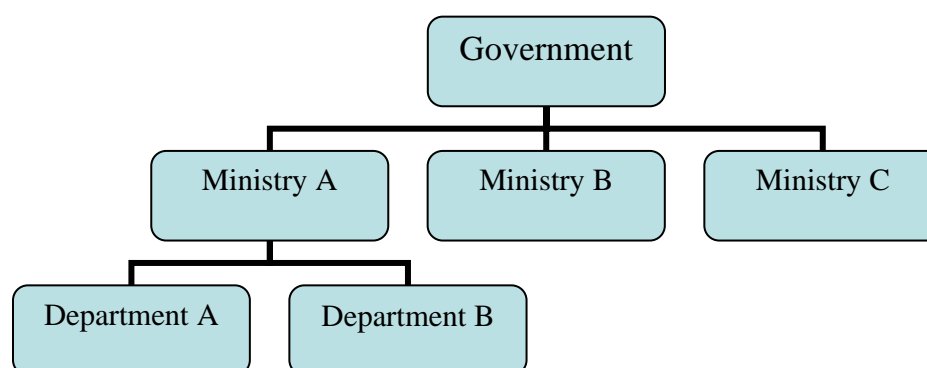 Government
Ministry A
Ministry B
Ministry C
Department A
Department B